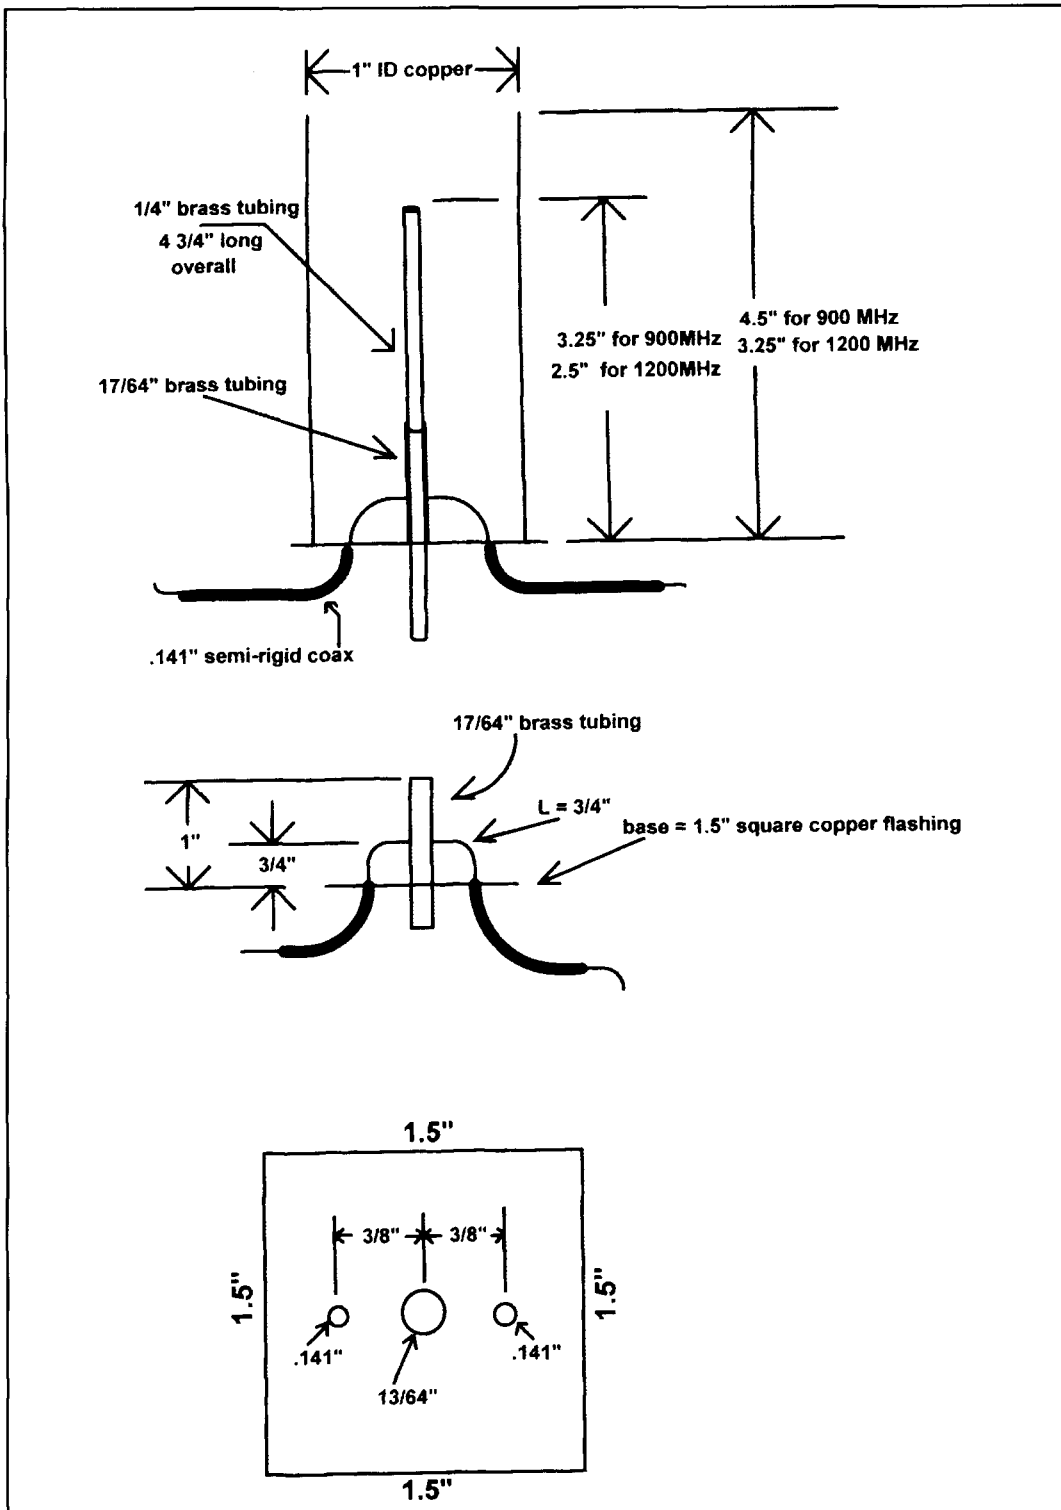 1" ID copper
1/4" brass tubing
4 3/4" long
overall
17/64" brass tubing
3.25" for 900MHz
2.5" for 1200MHz
4.5" for 900 MHz
3.25" for 1200 MHz
.141" semi-rigid coax
17/64" brass tubing
1"
3/4"
L = 3/4"
base = 1.5" square copper flashing
1.5"
3/8" 3/8"
1.5"
1.5"
.141"
.141"
13/64"
1.5"